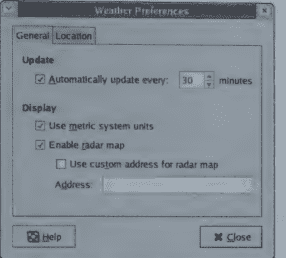 Weather Preferences
General Location
Update
Automatically update every: 30 minutes
Display
Use metric system units
Enable radar map
Use custom address for radar map
Address:
Help Close